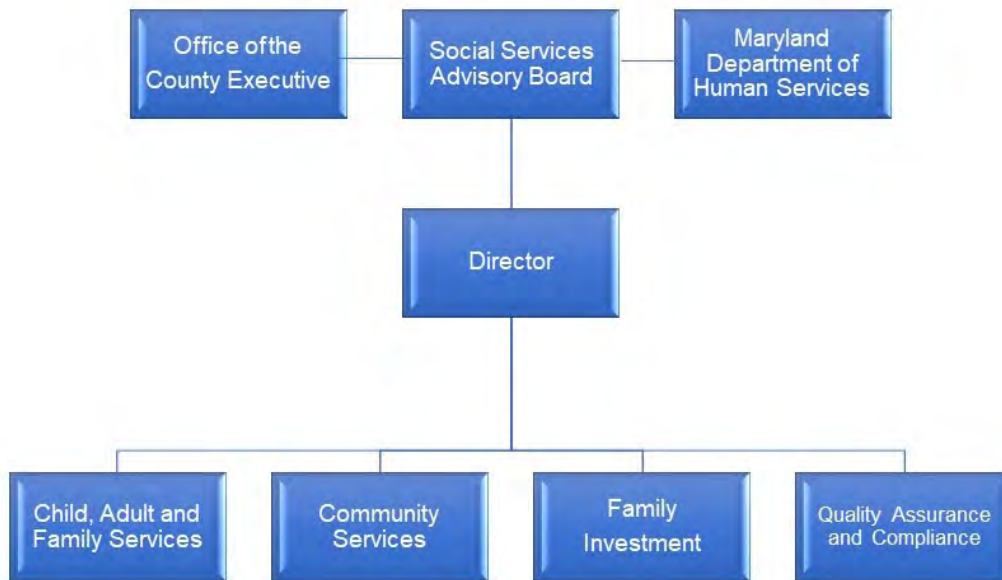 Office of the
County Executive
Social Services
Advisory Board
Maryland
Department of
Human Services
Director
Child, Adult and
Family Services
Community
Services
Family
Investment
Quality Assurance
and Compliance